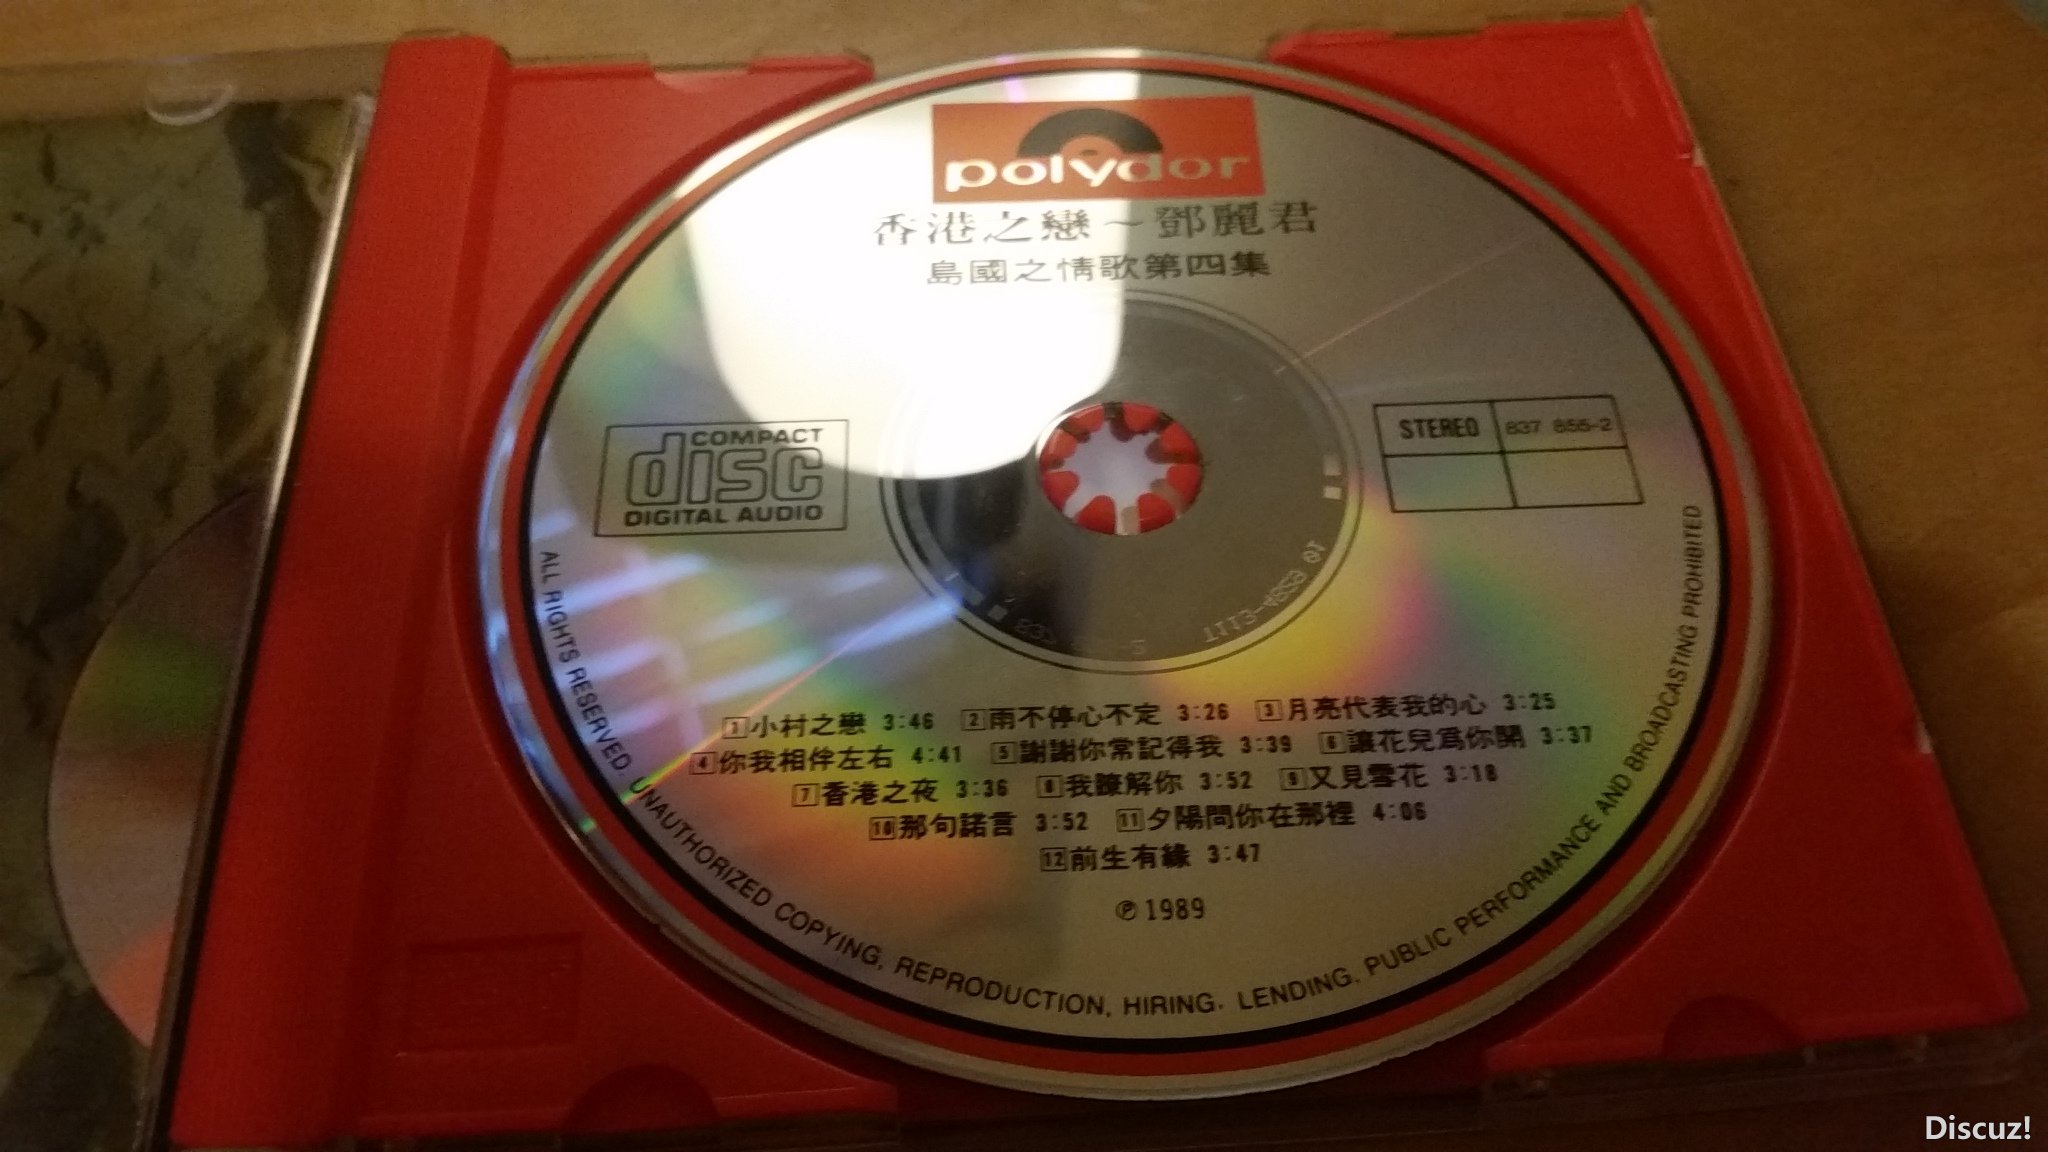 polydor
香港之戀～鄧麗君
島國之情歌第四集
COMPACT
disc
DIGITAL AUDIO
STEREO 837 855-2
1 小村之戀 3:46 2 雨不停心不定 3:26 3 月亮代表我的心 3:25
4 你我相伴左右 4:41 5 謝謝你常記得我 3:39 6 讓花兒為你開 3:37
7 香港之夜 3:36 8 我瞭解你 3:52 9 又見雪花 3:18
10 那句諾言 3:52 11 夕陽問你在那裡 4:06
12 前生有緣 3:47
℗ 1989
ALL RIGHTS RESERVED. UNAUTHORIZED COPYING, REPRODUCTION, HIRING, LENDING, PUBLIC PERFORMANCE AND BROADCASTING PROHIBITED
Discuz!